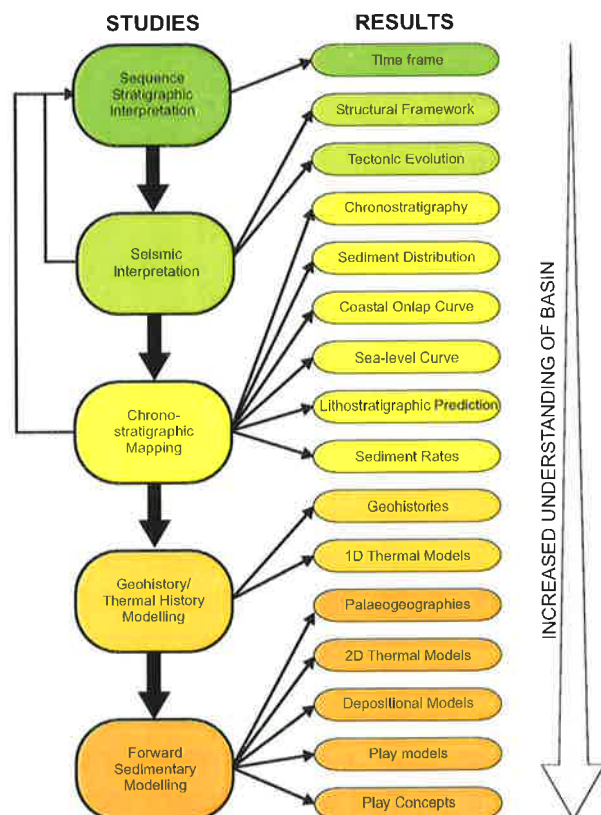 STUDIES
RESULTS
Sequence
Stratigraphic
Interpretation
Time frame
Structural Framework
Tectonic Evolution
Seismic
Interpretation
Chronostratigraphy
Sediment Distribution
Coastal Onlap Curve
Sea-level Curve
Lithostratigraphic Prediction
Sediment Rates
Chrono-
stratigraphic
Mapping
Geohistories
1D Thermal Models
Geohistory/
Thermal History
Modelling
Palaeogeographies
2D Thermal Models
Depositional Models
Play models
Play Concepts
Forward
Sedimentary
Modelling
INCREASED UNDERSTANDING OF BASIN